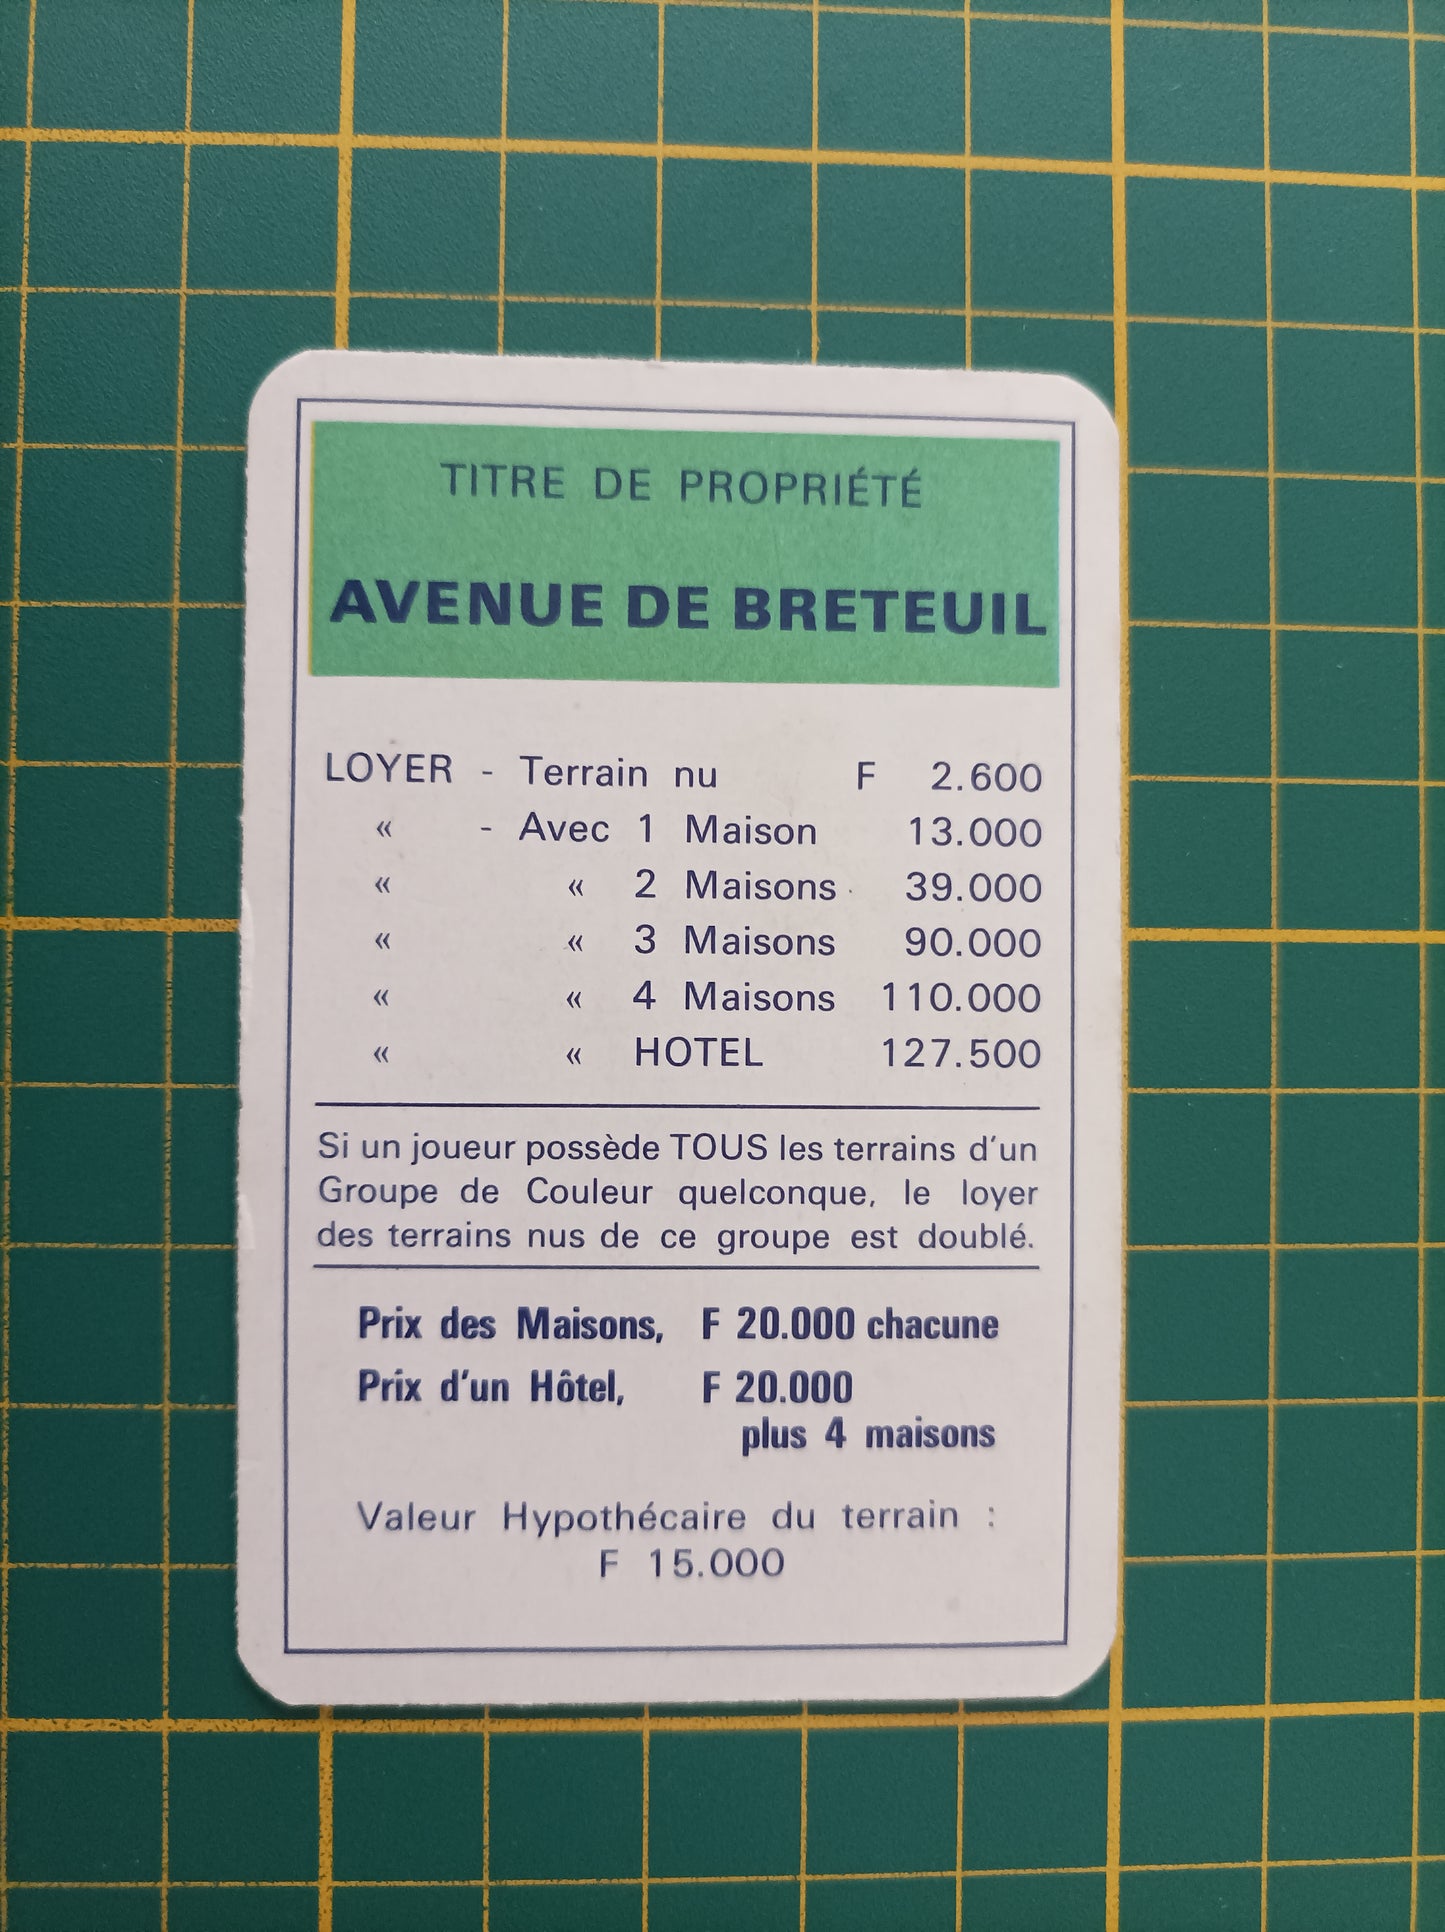 TITRE DE PROPRIÉTÉ
AVENUE DE BRETEUIL
LOYER - Terrain nu F 2.600
« - Avec 1 Maison 13.000
« « 2 Maisons 39.000
« « 3 Maisons 90.000
« « 4 Maisons 110.000
« « HOTEL 127.500
Si un joueur possède TOUS les terrains d'un
Groupe de Couleur quelconque, le loyer
des terrains nus de ce groupe est doublé.
Prix des Maisons, F 20.000 chacune
Prix d'un Hôtel, F 20.000
plus 4 maisons
Valeur Hypothécaire du terrain :
F 15.000